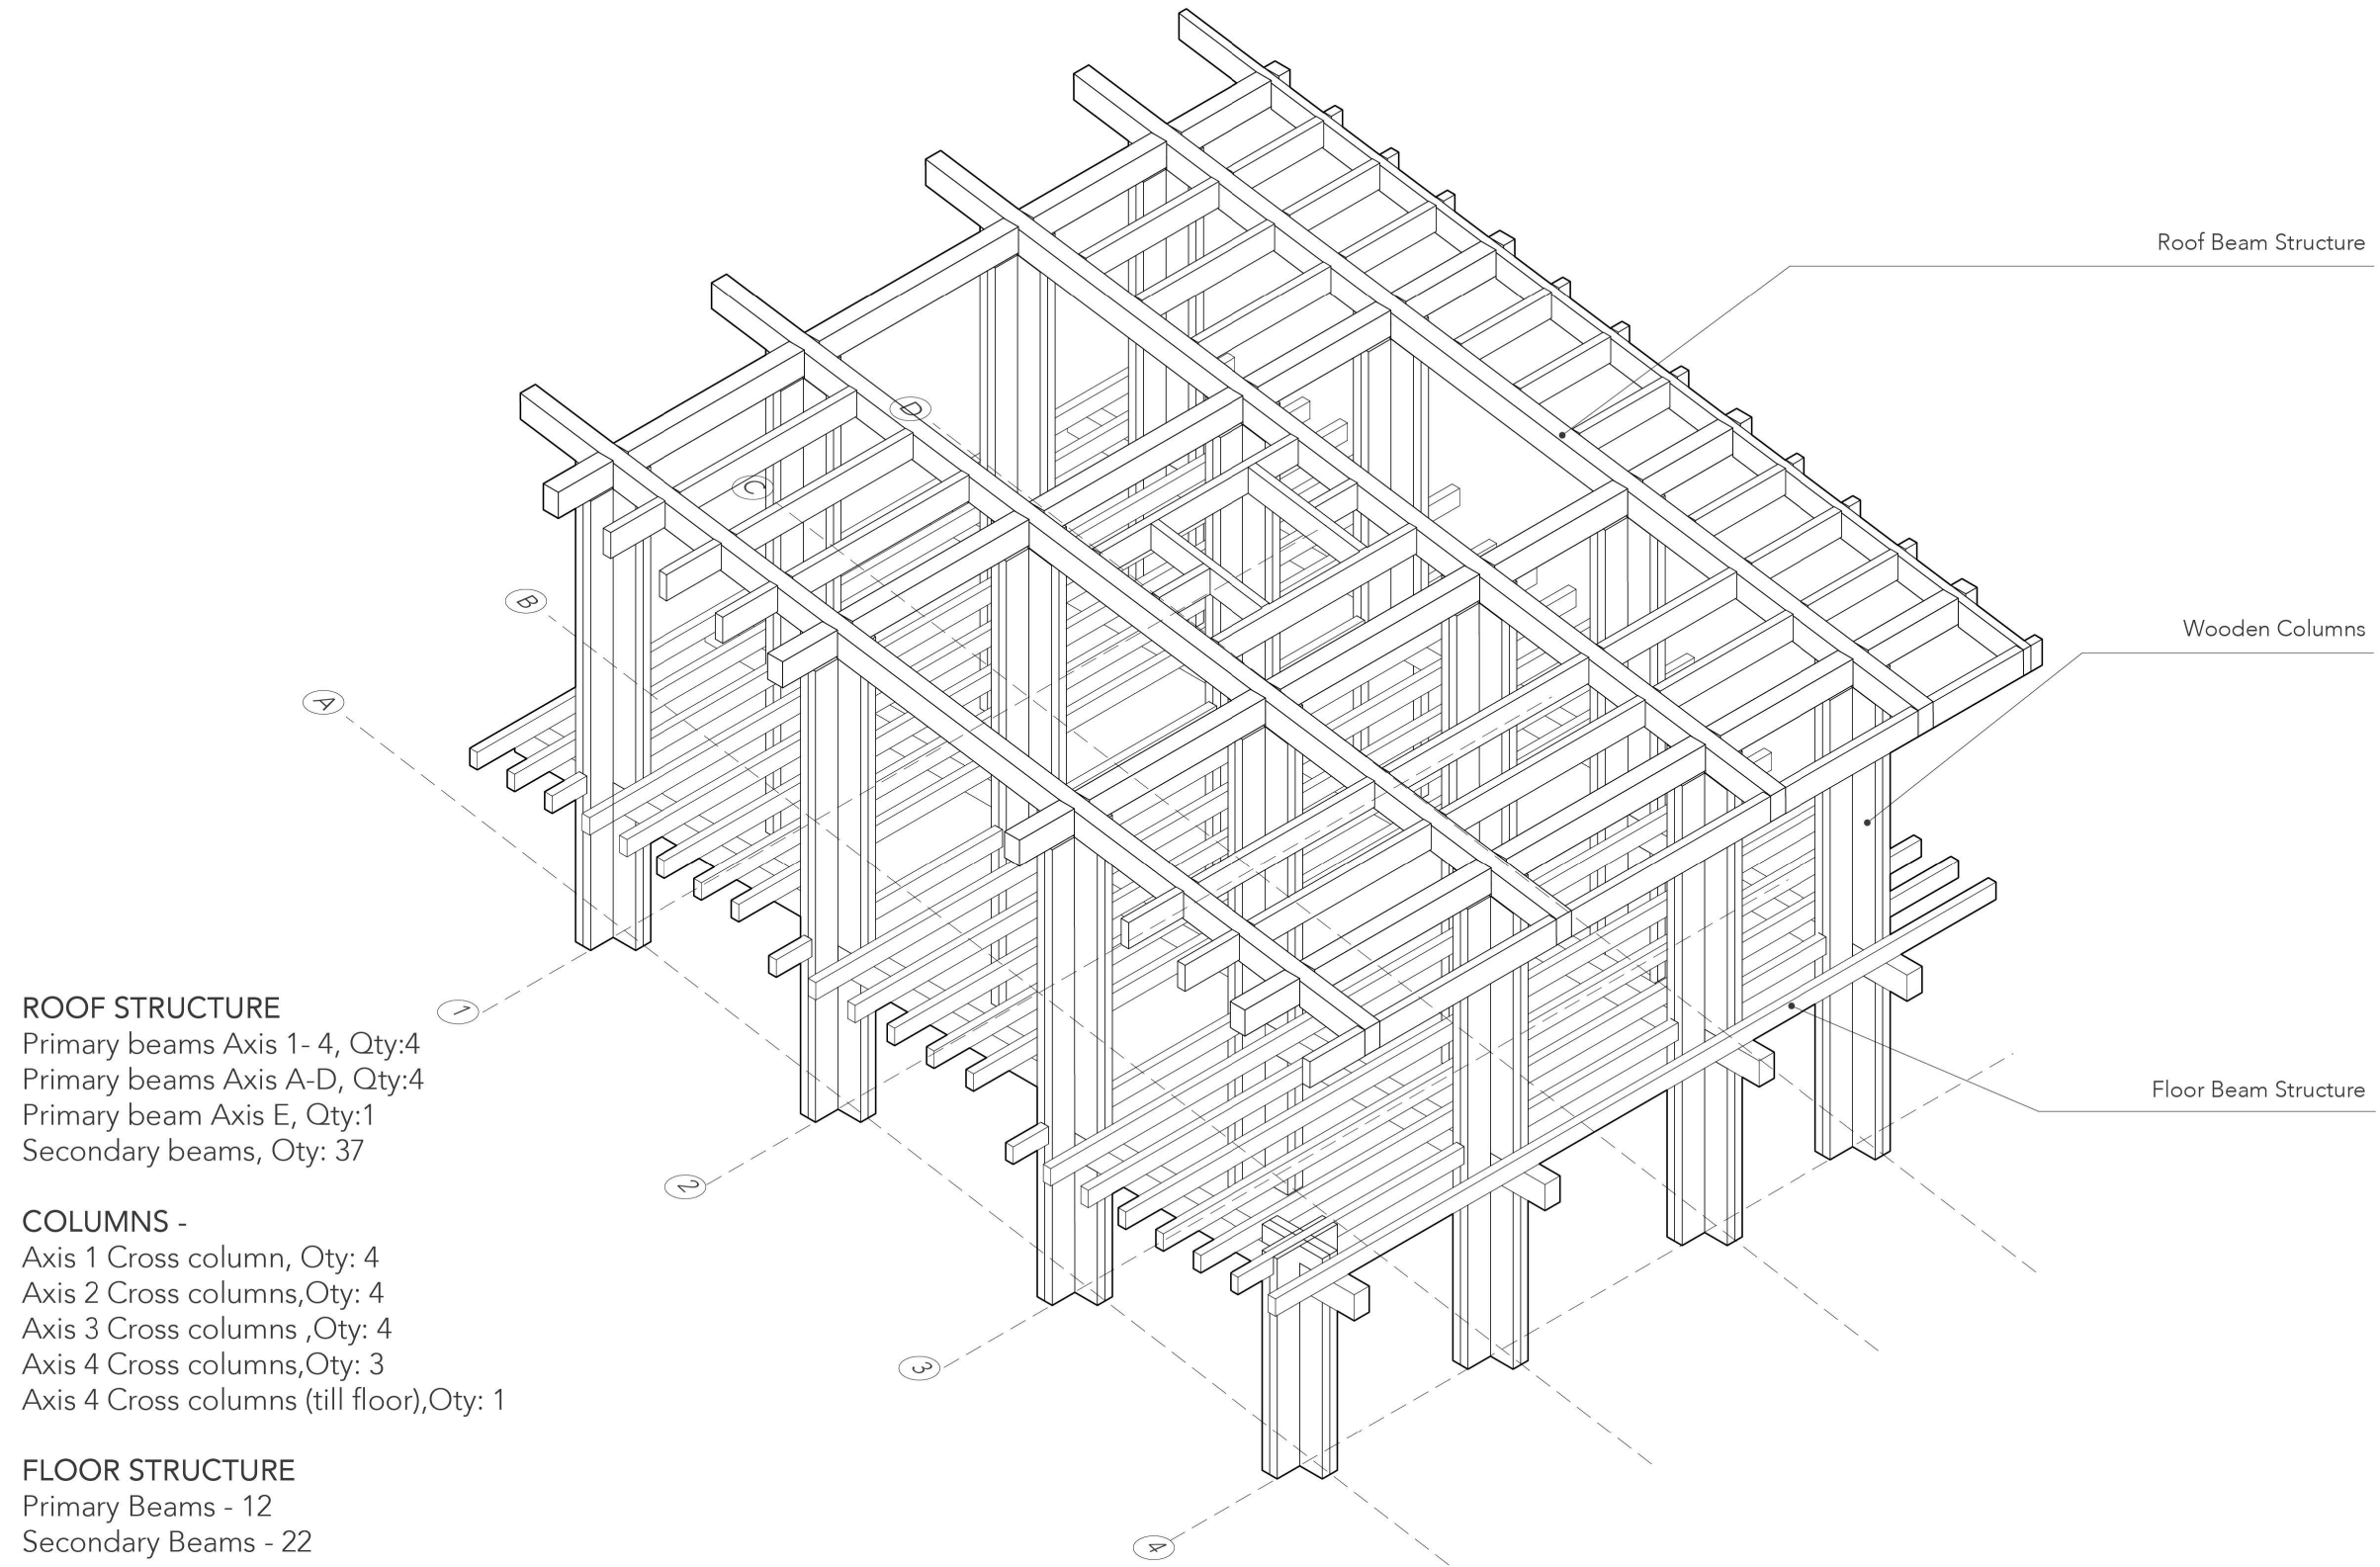 Roof Beam Structure
D
C
B
Wooden Columns
A
ROOF STRUCTURE
Primary beams Axis 1- 4, Qty:4
Primary beams Axis A-D, Qty:4
Primary beam Axis E, Qty:1
Secondary beams, Oty: 37
1
Floor Beam Structure
2
COLUMNS -
Axis 1 Cross column, Oty: 4
Axis 2 Cross columns,Oty: 4
Axis 3 Cross columns ,Oty: 4
Axis 4 Cross columns,Oty: 3
Axis 4 Cross columns (till floor),Oty: 1
3
FLOOR STRUCTURE
Primary Beams - 12
Secondary Beams - 22
4